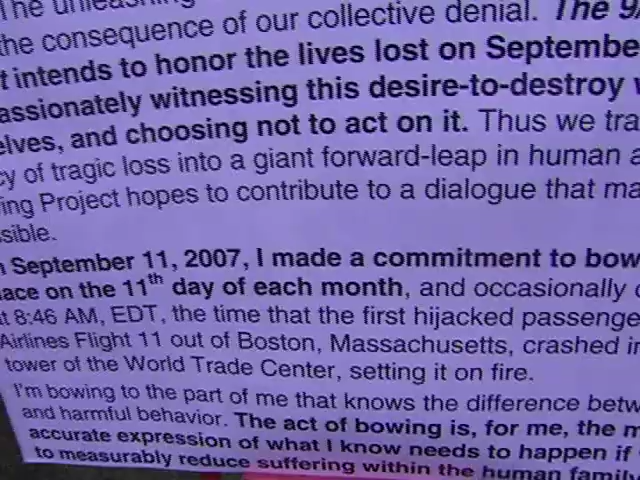 The unleashing
the consequence of our collective denial. The 9
t intends to honor the lives lost on Septembe
assionately witnessing this desire-to-destroy w
elves, and choosing not to act on it. Thus we tra
cy of tragic loss into a giant forward-leap in human a
ing Project hopes to contribute to a dialogue that ma
sible.
n September 11, 2007, I made a commitment to bow
ace on the 11th day of each month, and occasionally o
at 8:46 AM, EDT, the time that the first hijacked passenge
Airlines Flight 11 out of Boston, Massachusetts, crashed in
tower of the World Trade Center, setting it on fire.
I'm bowing to the part of me that knows the difference betw
and harmful behavior. The act of bowing is, for me, the m
accurate expression of what I know needs to happen if
to measurably reduce suffering within the human family